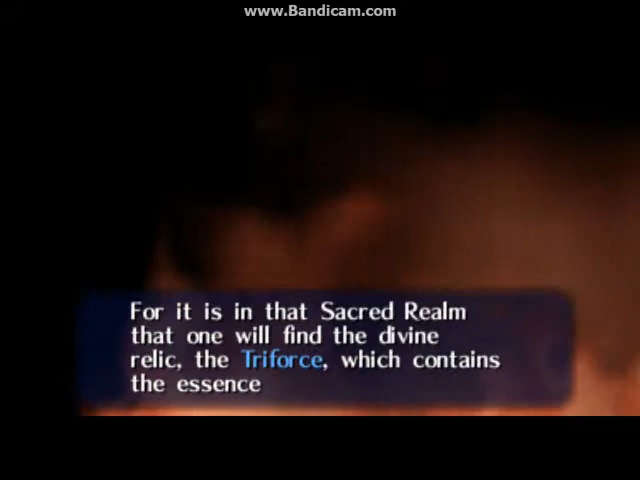 www.Bandicam.com
For it is in that Sacred Realm
that one will find the divine
relic, the Triforce, which contains
the essence